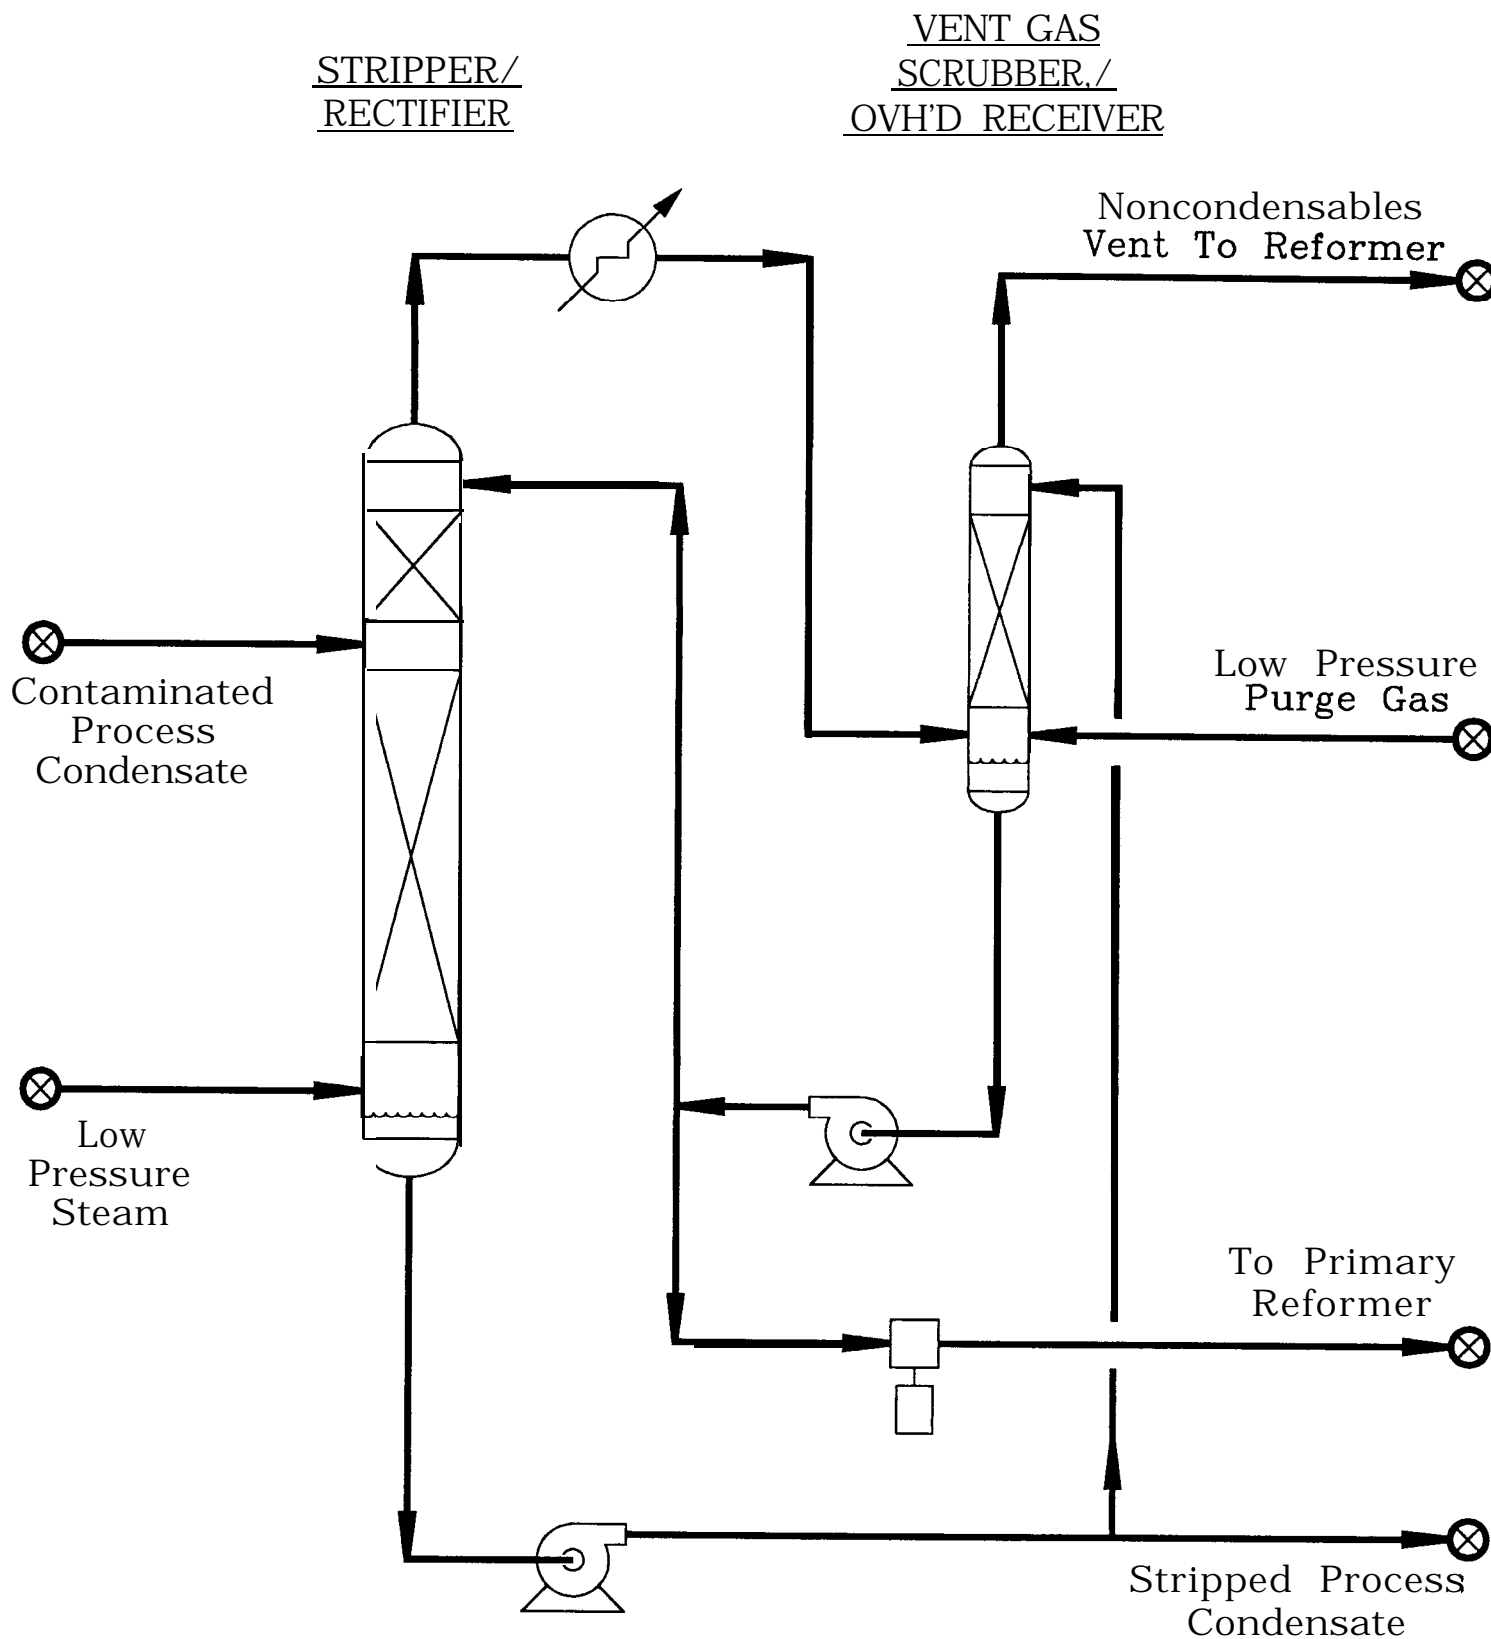 STRIPPER/
RECTIFIER
VENT GAS
SCRUBBER,/
OVH'D RECEIVER
Noncondensables
Vent To Reformer
Contaminated
Process
Condensate
Low Pressure
Purge Gas
Low
Pressure
Steam
To Primary
Reformer
Stripped Process
Condensate